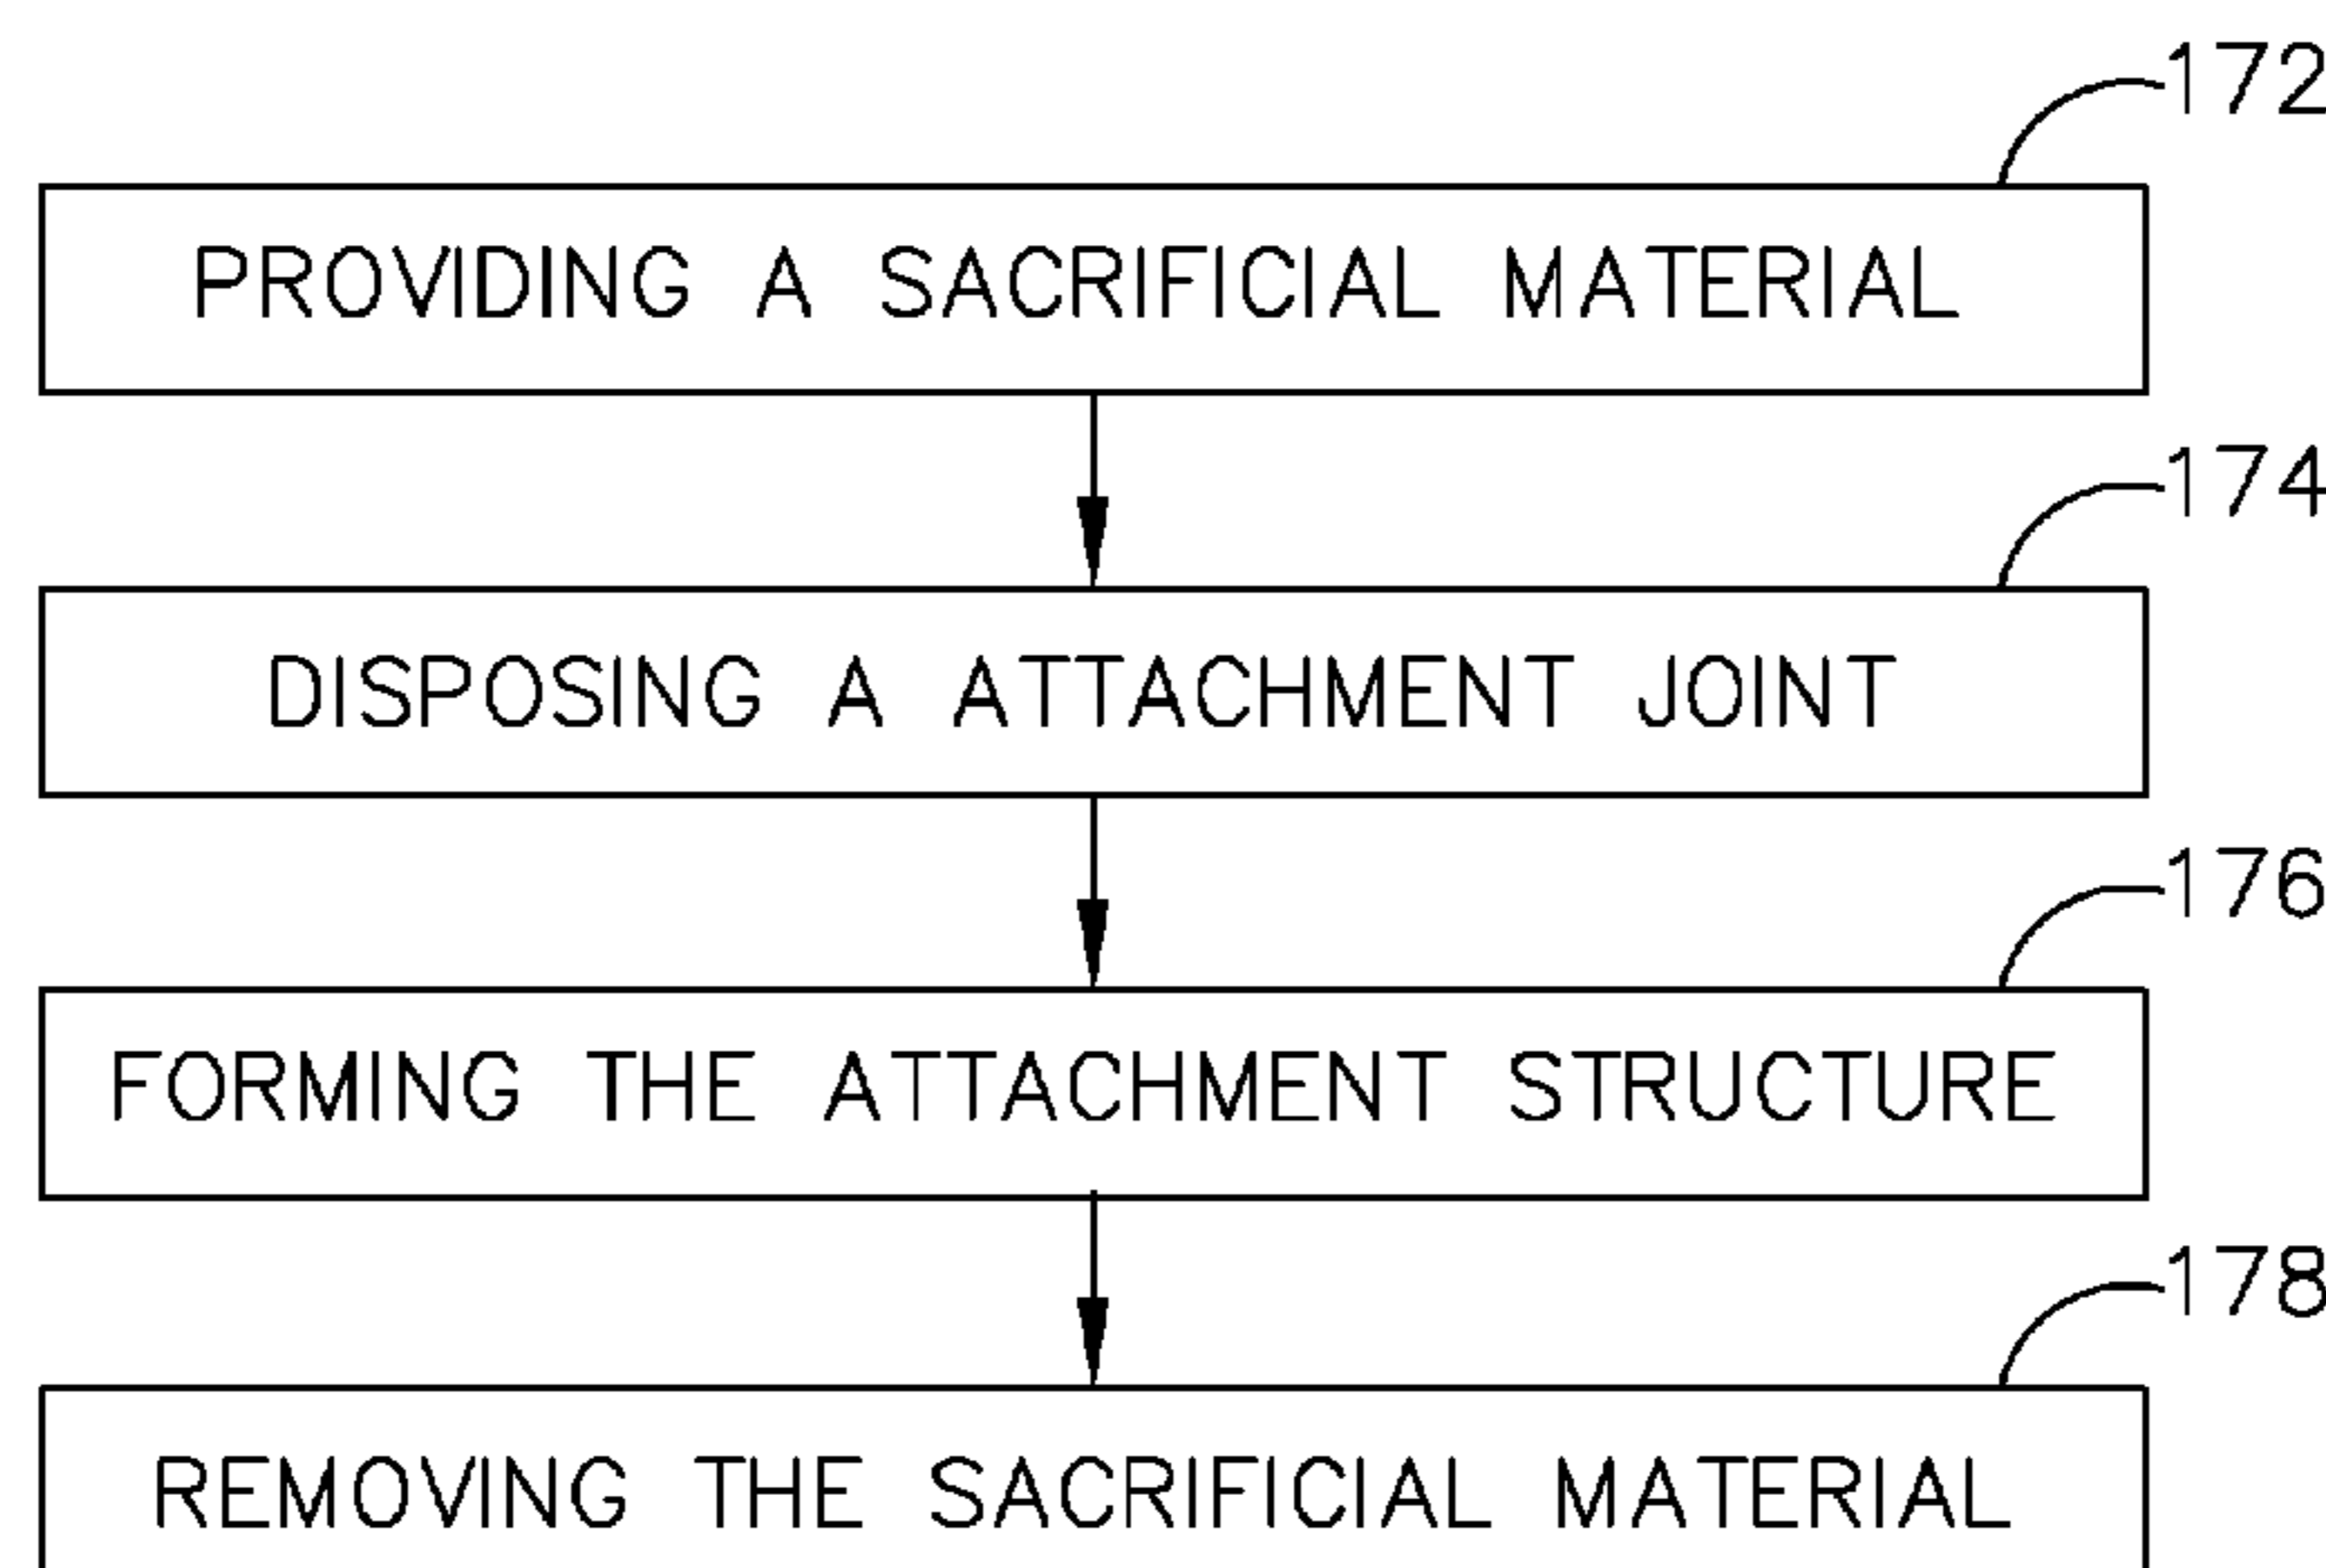 172
PROVIDING A SACRIFICIAL MATERIAL
174
DISPOSING A ATTACHMENT JOINT
176
FORMING THE ATTACHMENT STRUCTURE
178
REMOVING THE SACRIFICIAL MATERIAL